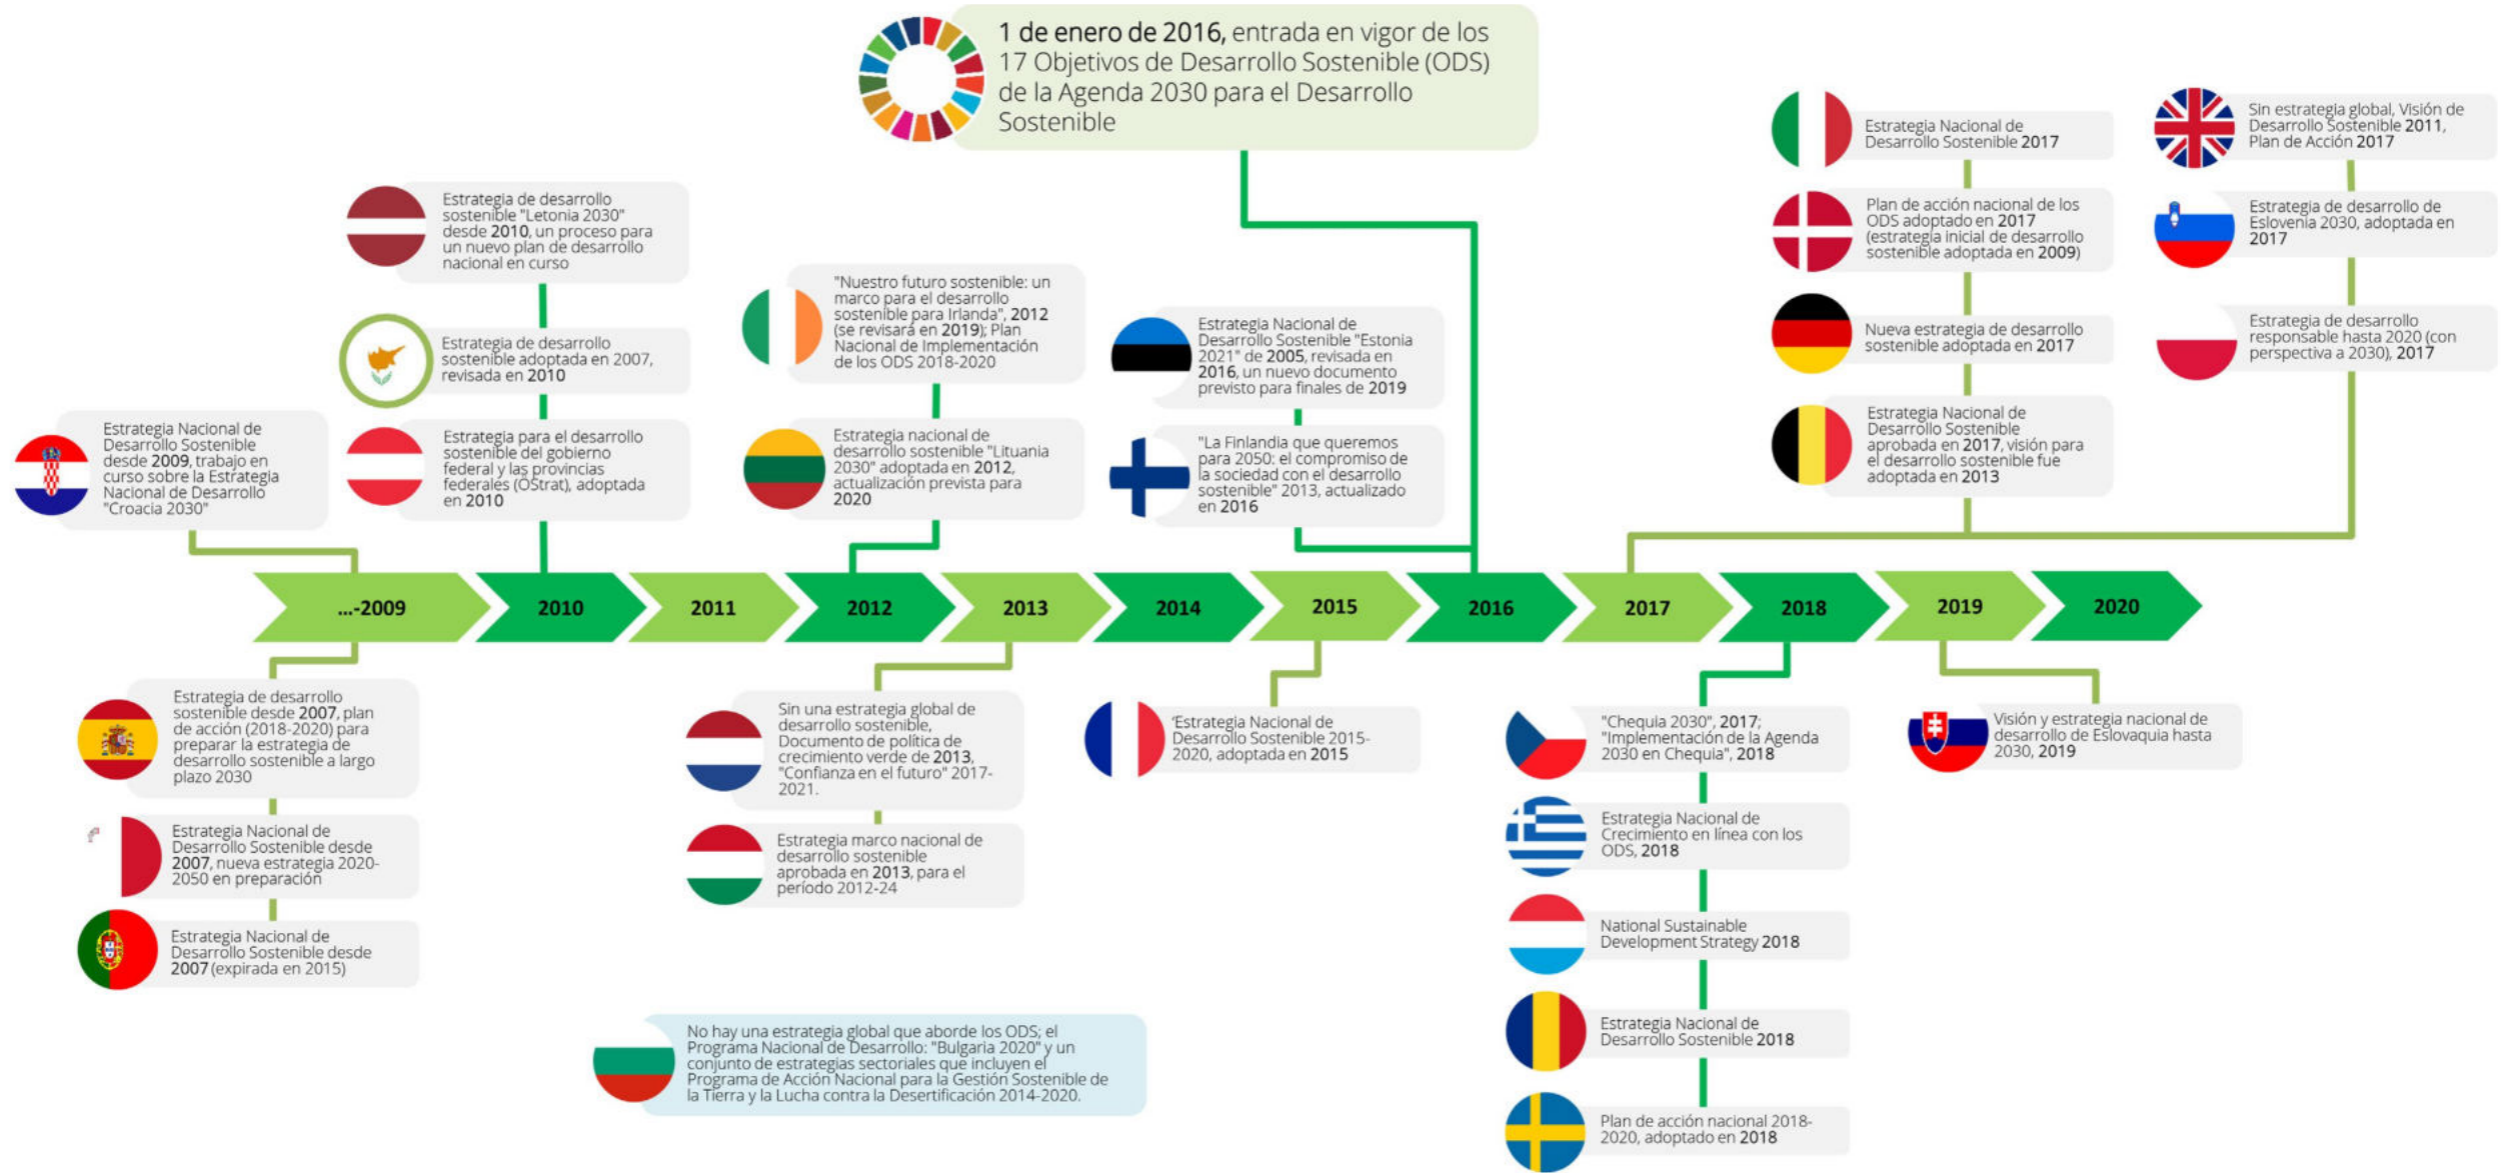 1 de enero de 2016, entrada en vigor de los
17 Objetivos de Desarrollo Sostenible (ODS)
de la Agenda 2030 para el Desarrollo
Sostenible
Estrategia Nacional de
Desarrollo Sostenible
desde 2009, trabajo en
curso sobre la Estrategia
Nacional de Desarrollo
"Croacia 2030"
Estrategia de desarrollo
sostenible "Letonia 2030"
desde 2010, un proceso para
un nuevo plan de desarrollo
nacional en curso
Estrategia de desarrollo
sostenible adoptada en 2007,
revisada en 2010
Estrategia para el desarrollo
sostenible del gobierno
federal y las provincias
federales (ÖStrat), adoptada
en 2010
"Nuestro futuro sostenible: un
marco para el desarrollo
sostenible para Irlanda", 2012
(se revisará en 2019); Plan
Nacional de Implementación
de los ODS 2018-2020
Estrategia nacional de
desarrollo sostenible "Lituania
2030" adoptada en 2012,
actualización prevista para
2020
Estrategia Nacional de
Desarrollo Sostenible "Estonia
2021" de 2005, revisada en
2016, un nuevo documento
previsto para finales de 2019
"La Finlandia que queremos
para 2050: el compromiso de
la sociedad con el desarrollo
sostenible" 2013, actualizado
en 2016
Estrategia Nacional de
Desarrollo Sostenible 2017
Plan de acción nacional de los
ODS adoptado en 2017
(estrategia inicial de desarrollo
sostenible adoptada en 2009)
Nueva estrategia de desarrollo
sostenible adoptada en 2017
Estrategia Nacional de
Desarrollo Sostenible
aprobada en 2017, visión para
el desarrollo sostenible fue
adoptada en 2013
Sin estrategia global, Visión de
Desarrollo Sostenible 2011,
Plan de Acción 2017
Estrategia de desarrollo de
Eslovenia 2030, adoptada en
2017
Estrategia de desarrollo
responsable hasta 2020 (con
perspectiva a 2030), 2017
...-2009
2010
2011
2012
2013
2014
2015
2016
2017
2018
2019
2020
Estrategia de desarrollo
sostenible desde 2007, plan
de acción (2018-2020) para
preparar la estrategia de
desarrollo sostenible a largo
plazo 2030
Estrategia Nacional de
Desarrollo Sostenible desde
2007, nueva estrategia 2020-
2050 en preparación
Estrategia Nacional de
Desarrollo Sostenible desde
2007 (expirada en 2015)
Sin una estrategia global de
desarrollo sostenible,
Documento de política de
crecimiento verde de 2013,
"Confianza en el futuro" 2017-
2021.
Estrategia marco nacional de
desarrollo sostenible
aprobada en 2013, para el
período 2012-24
'Estrategia Nacional de
Desarrollo Sostenible 2015-
2020, adoptada en 2015
"Chequia 2030", 2017;
"Implementación de la Agenda
2030 en Chequia", 2018
Estrategia Nacional de
Crecimiento en línea con los
ODS, 2018
National Sustainable
Development Strategy 2018
Estrategia Nacional de
Desarrollo Sostenible 2018
Plan de acción nacional 2018-
2020, adoptado en 2018
Visión y estrategia nacional de
desarrollo de Eslovaquia hasta
2030, 2019
No hay una estrategia global que aborde los ODS; el
Programa Nacional de Desarrollo: "Bulgaria 2020" y un
conjunto de estrategias sectoriales que incluyen el
Programa de Acción Nacional para la Gestión Sostenible de
la Tierra y la Lucha contra la Desertificación 2014-2020.